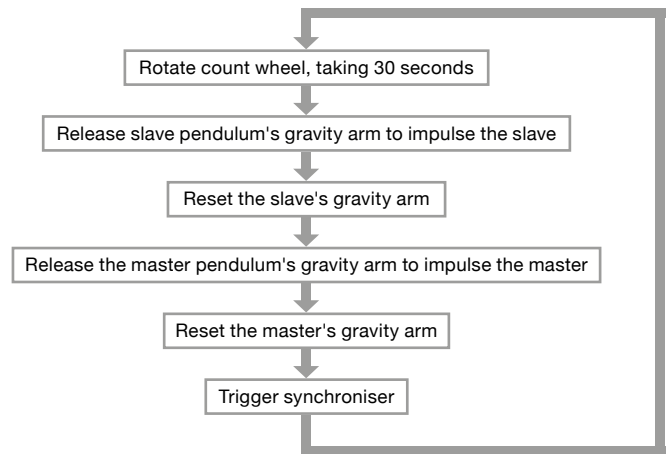 Rotate count wheel, taking 30 seconds
Release slave pendulum's gravity arm to impulse the slave
Reset the slave's gravity arm
Release the master pendulum's gravity arm to impulse the master
Reset the master's gravity arm
Trigger synchroniser